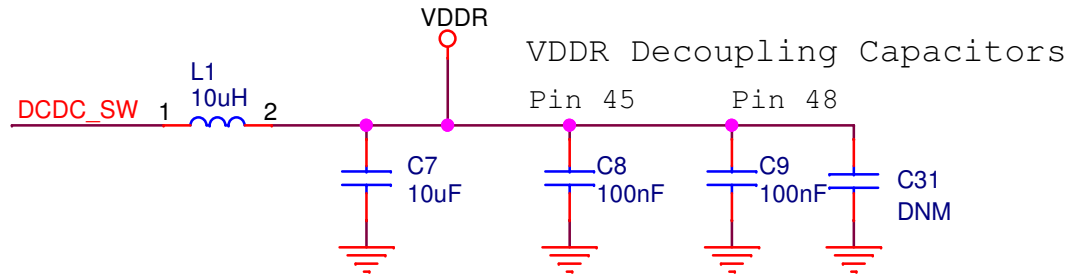 VDDR
VDDR Decoupling Capacitors
L1
10uH
Pin 45
Pin 48
DCDC_SW
1
2
C7
10uF
C8
100nF
C9
100nF
C31
DNM